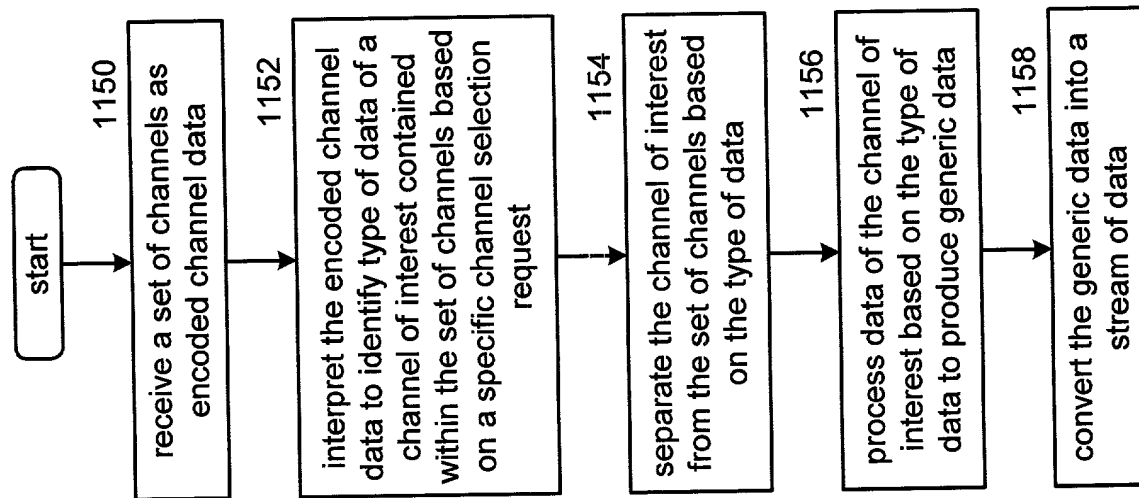 start
1150
receive a set of channels as
encoded channel data
1152
interpret the encoded channel
data to identify type of data of a
channel of interest contained
within the set of channels based
on a specific channel selection
request
1154
separate the channel of interest
from the set of channels based
on the type of data
1156
process data of the channel of
interest based on the type of
data to produce generic data
1158
convert the generic data into a
stream of data